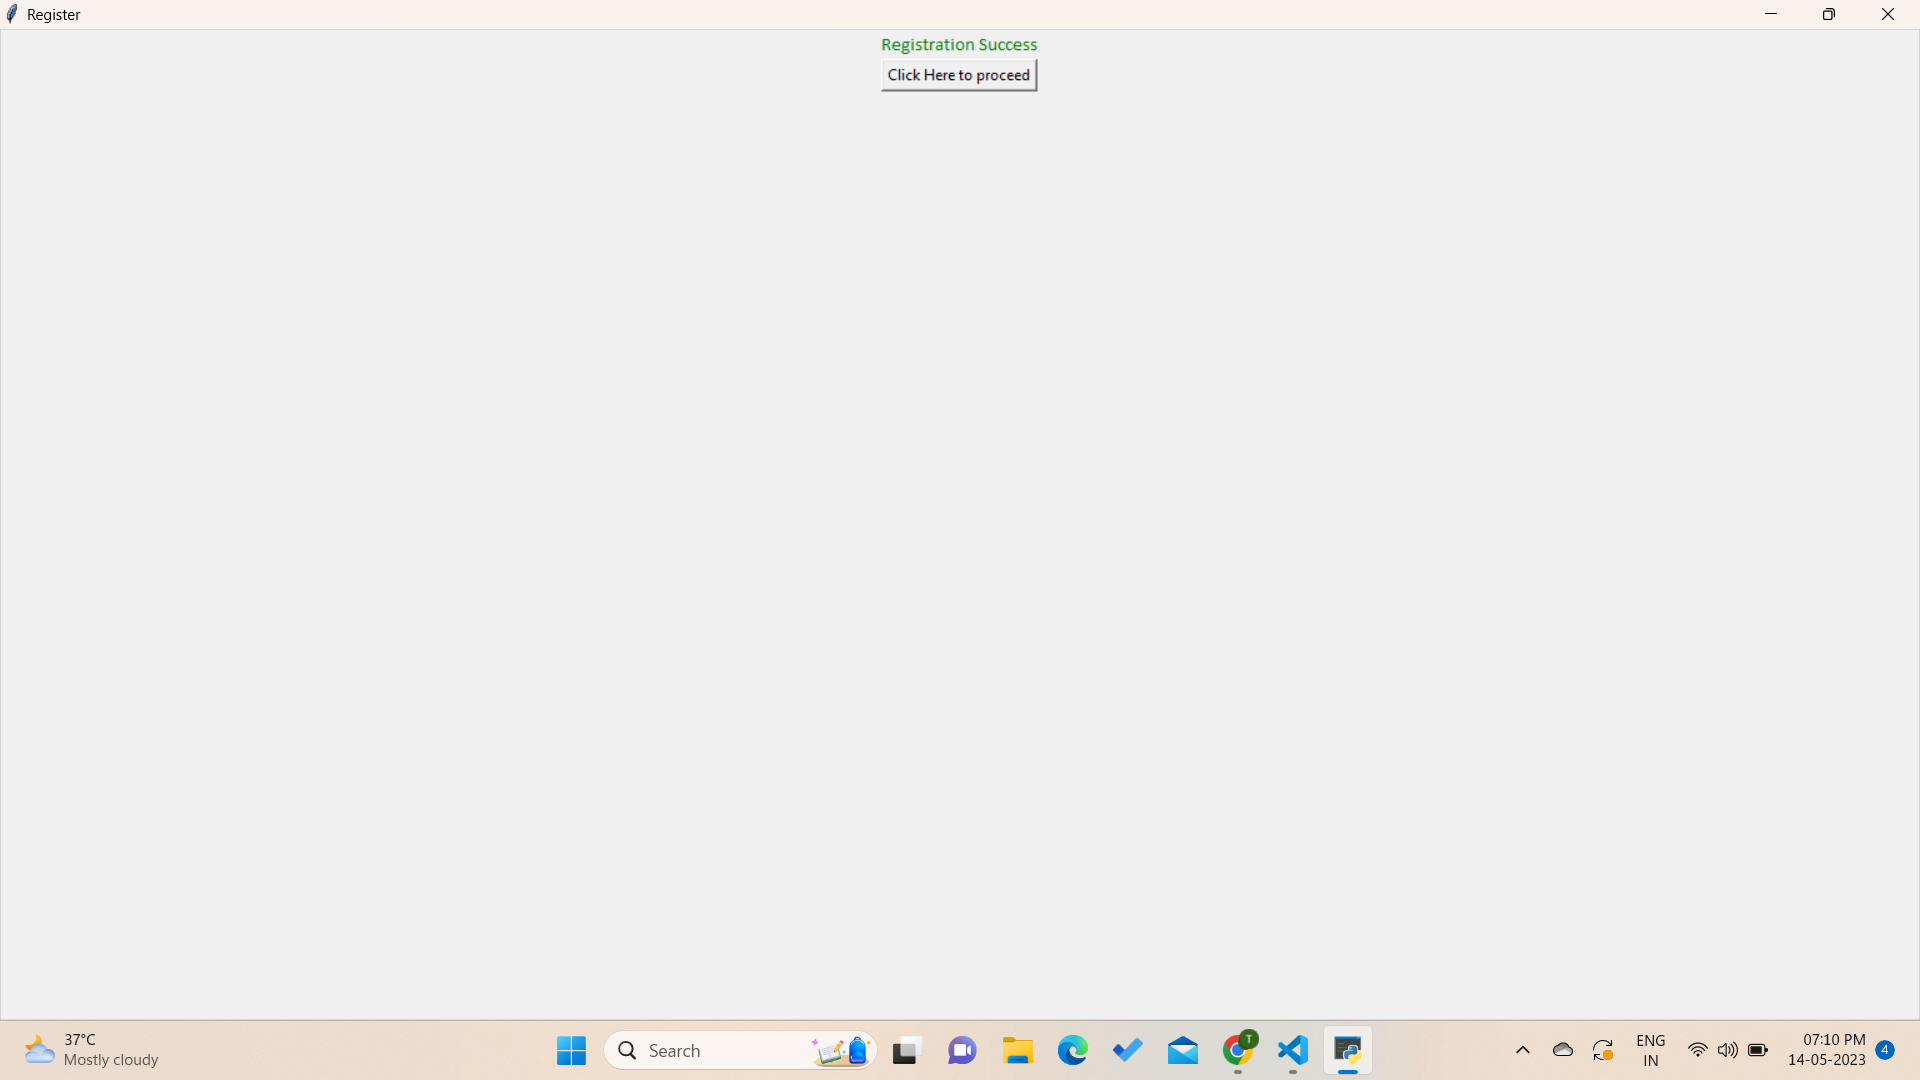 Register
Registration Success
Click Here to proceed
37°C
Mostly cloudy
Search
T
ENG
IN
07:10 PM
14-05-2023
4